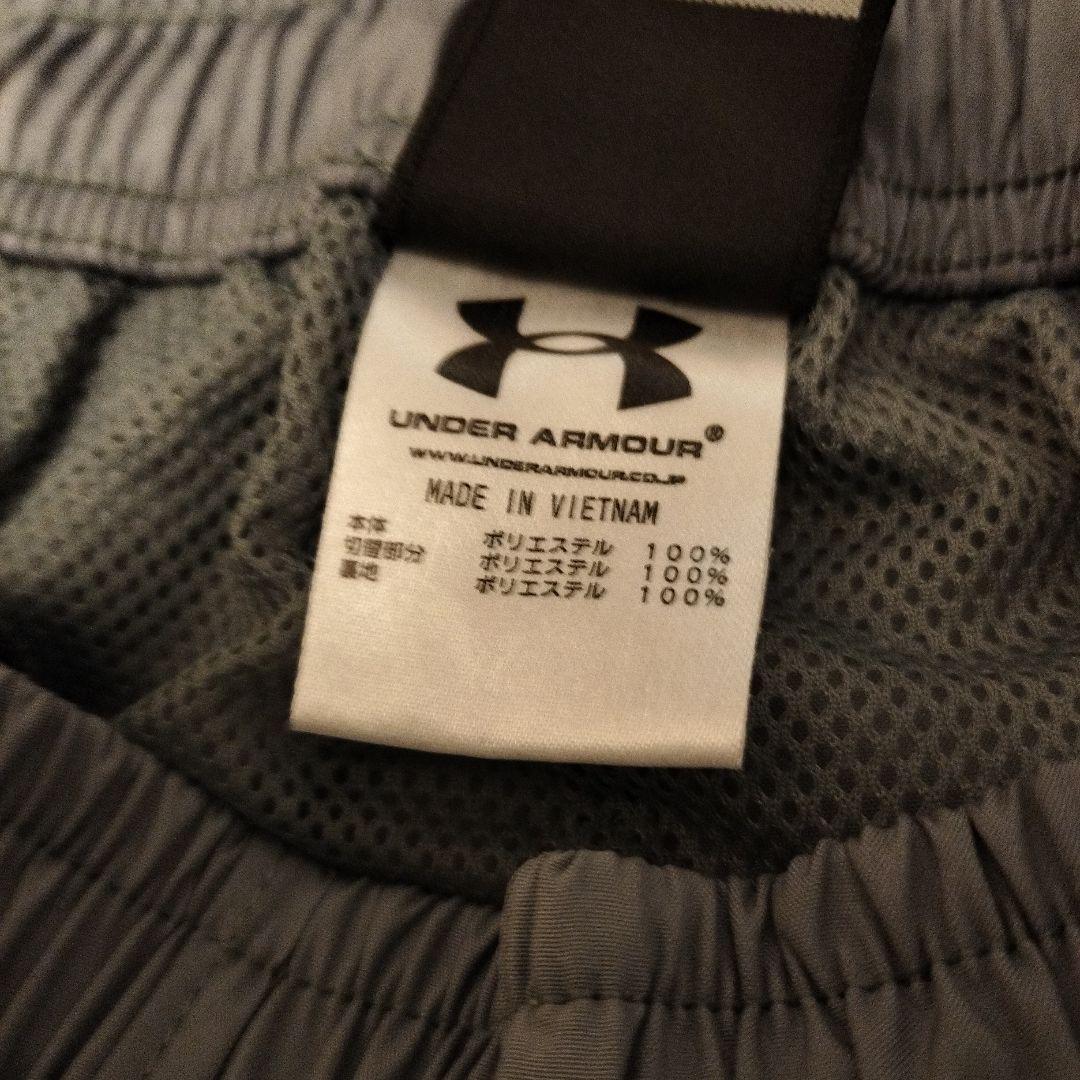 UNDER ARMOUR®
WWW.UNDERARMOUR.CO.JP
MADE IN VIETNAM
本体 ポリエステル 100%
切替部分 ポリエステル 100%
裏地 ポリエステル 100%